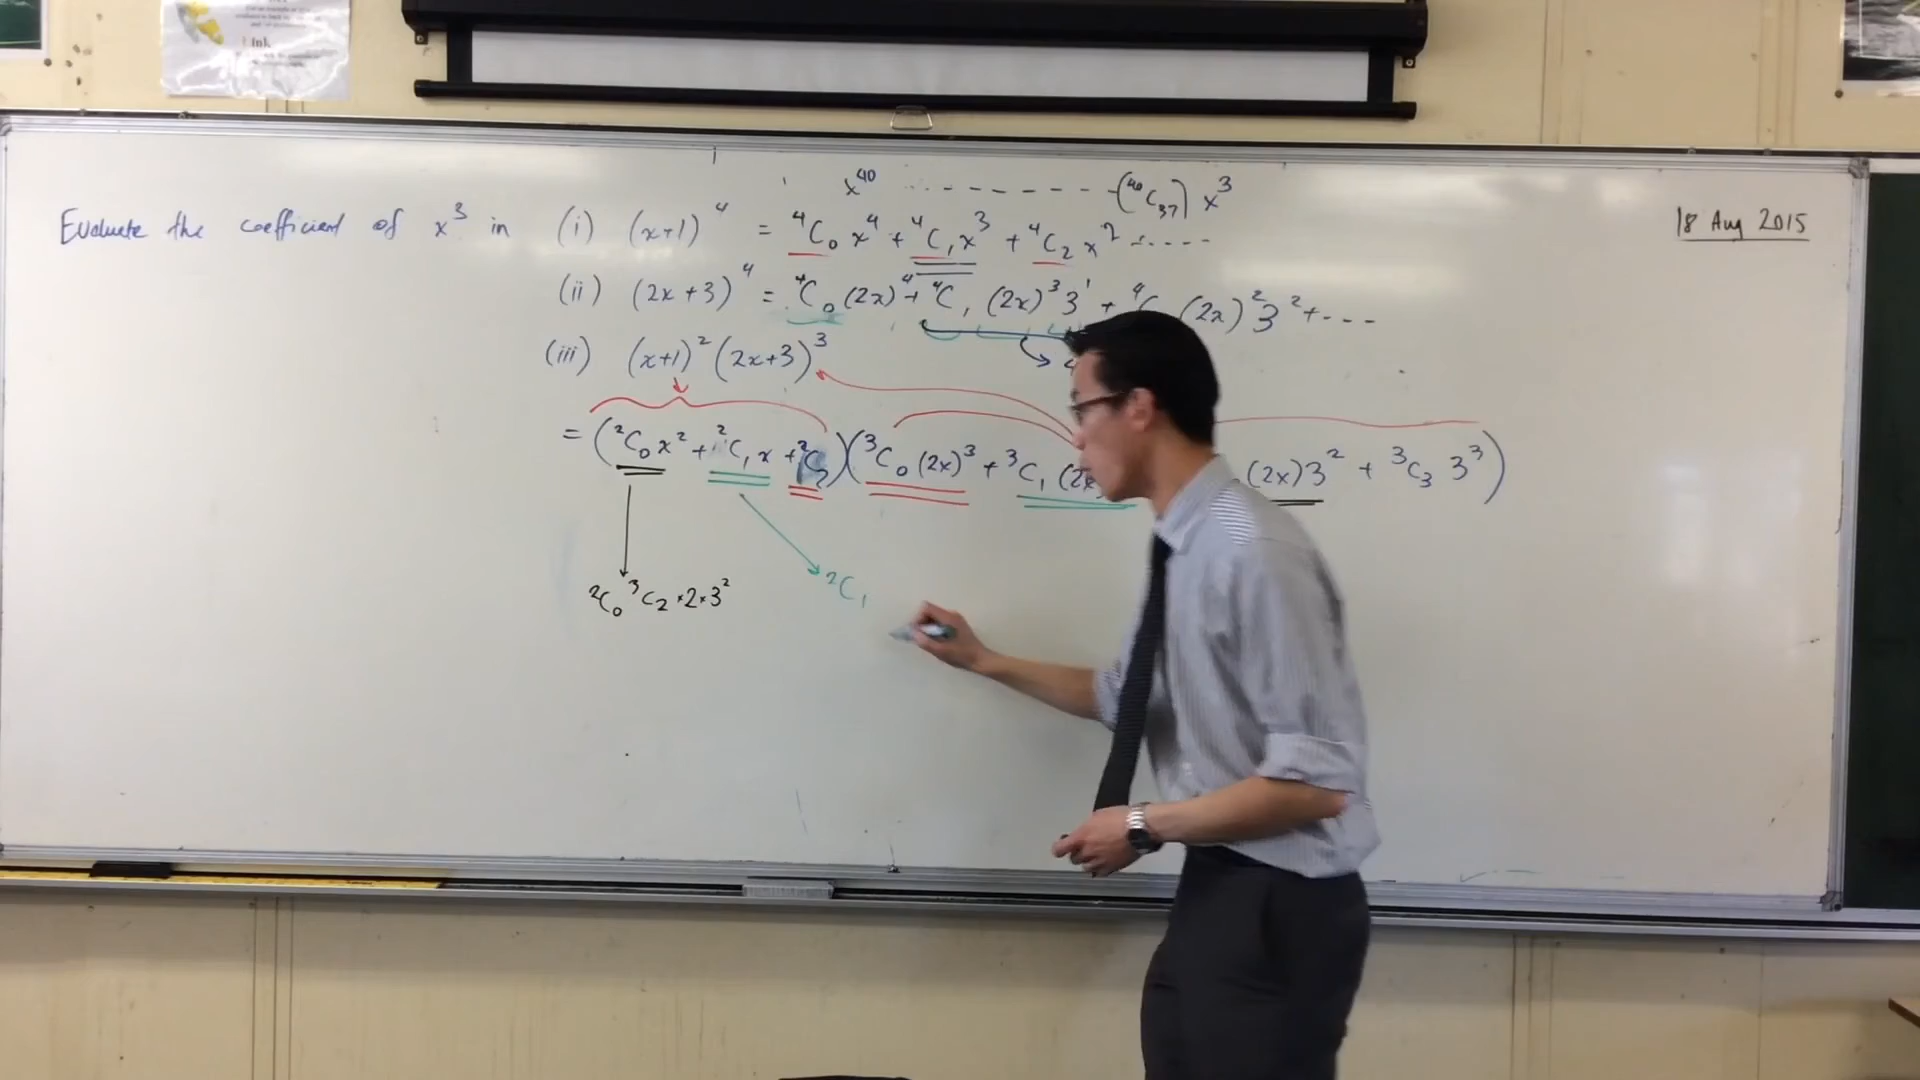 x⁴⁰ - - - - - - - - (⁴⁰C₃₇) x³
Evaluate the coefficient of x³ in (i) (x+1)⁴ = ⁴C₀ x⁴ + ⁴C₁ x³ + ⁴C₂ x² + - - - -
18 Aug 2015
(ii) (2x+3)⁴ = ⁴C₀ (2x)⁴ + ⁴C₁ (2x)³ 3¹ + ⁴C (2x)² 3² + - - -
(iii) (x+1)² (2x+3)³
= (²C₀ x² + ²C₁ x + ²C₂)(³C₀ (2x)³ + ³C₁ (2x (2x) 3² + ³C₃ 3³)
²C₀ ³C₂ × 2 × 3²
²C₁
ink